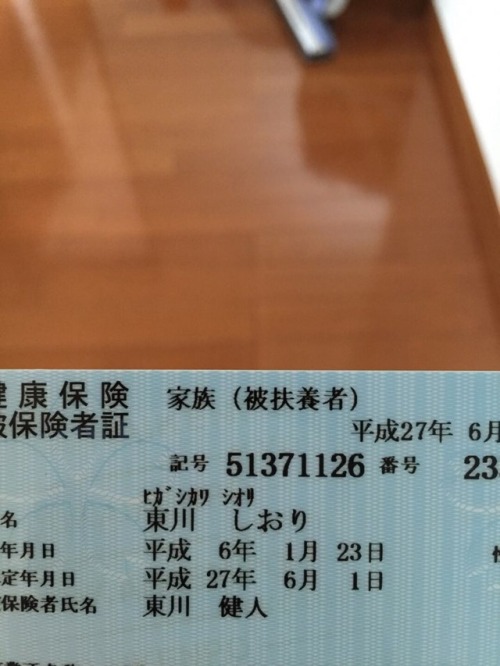 健康保険 家族（被扶養者）
被保険者証 平成27年 6月
記号 51371126 番号 23
ﾋｶﾞｼｶﾜ ｼｵﾘ
名 東川 しおり
年月日 平成 6年 1月 23日
定年月日 平成 27年 6月 1日
保険者氏名 東川 健人